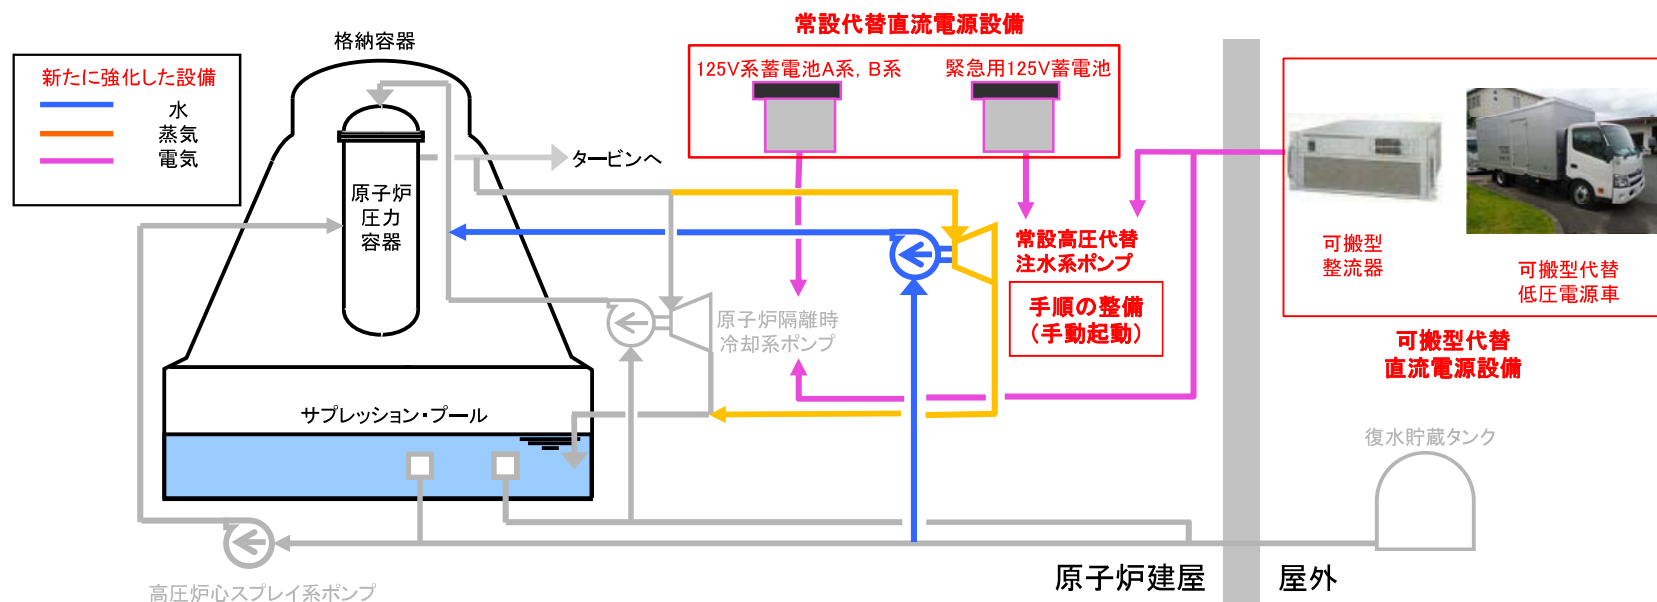 常設代替直流電源設備
格納容器
新たに強化した設備
水
蒸気
電気
125V系蓄電池A系, B系
緊急用125V蓄電池
タービンへ
原子炉
圧力
容器
常設高圧代替
注水系ポンプ
手順の整備
(手動起動)
原子炉隔離時
冷却系ポンプ
可搬型
整流器
可搬型代替
低圧電源車
可搬型代替
直流電源設備
サプレッション・プール
復水貯蔵タンク
高圧炉心スプレイ系ポンプ
原子炉建屋
屋外